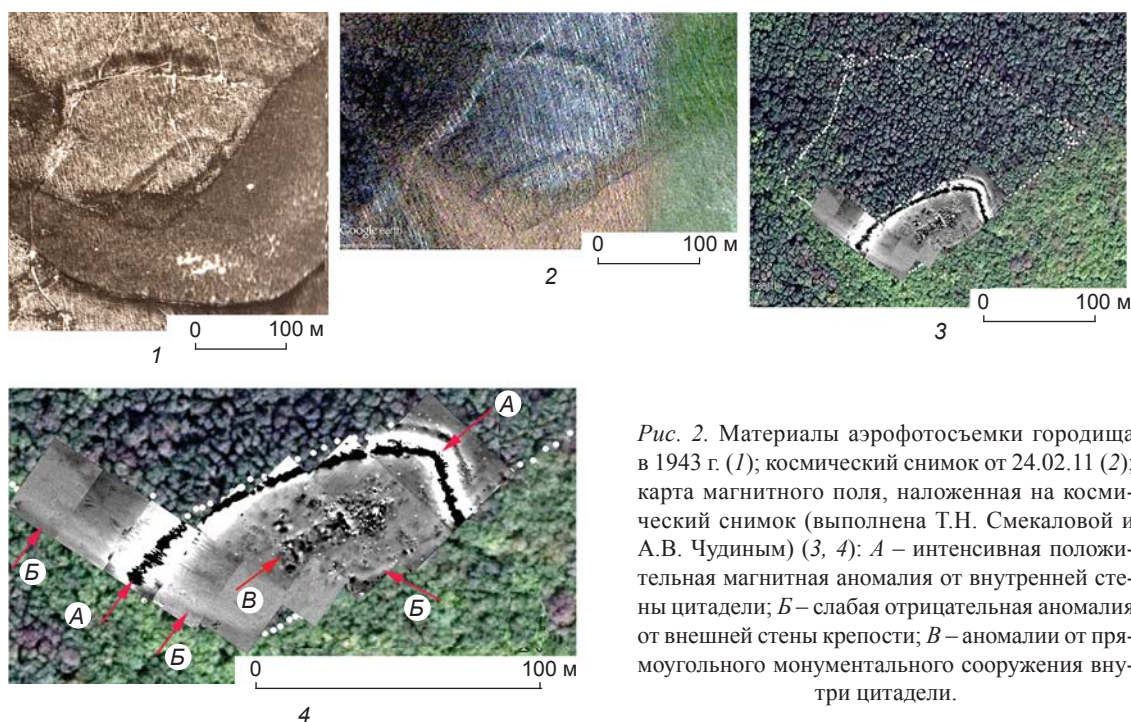 Google earth
0 100 м
1
0 100 м
2
0 100 м
3
А
Б
А
Б
В
Б
0 100 м
4
Рис. 2. Материалы аэрофотосъемки городища
в 1943 г. (1); космический снимок от 24.02.11 (2);
карта магнитного поля, наложенная на косми-
ческий снимок (выполнена Т.Н. Смекаловой и
А.В. Чудиным) (3, 4): А – интенсивная положи-
тельная магнитная аномалия от внутренней сте-
ны цитадели; Б – слабая отрицательная аномалия
от внешней стены крепости; В – аномалии от пря-
моугольного монументального сооружения вну-
три цитадели.